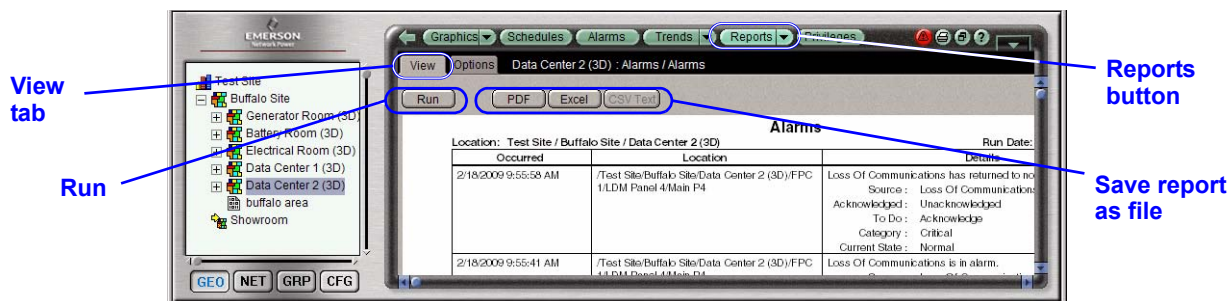 EMERSON
Network Power
Graphics Schedules Alarms Trends Reports Privileges
View Options Data Center 2 (3D) : Alarms / Alarms
View tab
Reports button
Test Site
Buffalo Site
Generator Room (3D)
Battery Room (3D)
Electrical Room (3D)
Data Center 1 (3D)
Data Center 2 (3D)
buffalo area
Showroom
Run
GEO NET GRP CFG
Run PDF Excel CSV Text
Save report as file
Alarms
Location: Test Site / Buffalo Site / Data Center 2 (3D) Run Date:
Occurred Location Details
2/18/2009 9:55:58 AM /Test Site/Buffalo Site/Data Center 2 (3D)/FPC 1/LDM Panel 4/Main P4 Loss Of Communications has returned to no
Source : Loss Of Communications
Acknowledged : Unacknowledged
To Do : Acknowledge
Category : Critical
Current State : Normal
2/18/2009 9:55:41 AM /Test Site/Buffalo Site/Data Center 2 (3D)/FPC Loss Of Communications is in alarm.